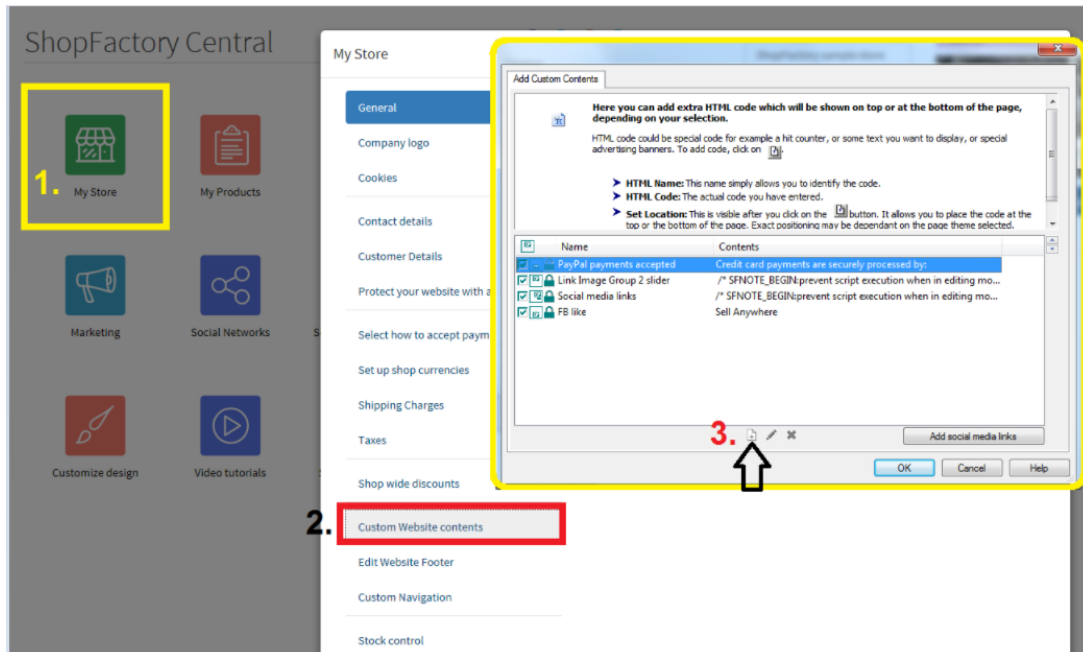 ShopFactory Central
1.
My Store
My Products
Marketing
Social Networks
S
Customize design
Video tutorials
My Store
General
Company logo
Cookies
Contact details
Customer Details
Protect your website with a
Select how to accept paym
Set up shop currencies
Shipping Charges
Taxes
Shop wide discounts
2.
Custom Website contents
Edit Website Footer
Custom Navigation
Stock control
Add Custom Contents
Here you can add extra HTML code which will be shown on top or at the bottom of the page,
depending on your selection.
HTML code could be special code for example a hit counter, or some text you want to display, or special
advertising banners. To add code, click on
HTML Name: This name simply allows you to identify the code.
HTML Code: The actual code you have entered.
Set Location: This is visible after you click on the button. It allows you to place the code at the
top or the bottom of the page. Exact positioning may be dependant on the page theme selected.
Name Contents
PayPal payments accepted Credit card payments are securely processed by:
Link Image Group 2 slider /* SFNOTE_BEGIN:prevent script execution when in editing mo...
Social media links /* SFNOTE_BEGIN:prevent script execution when in editing mo...
FB like Sell Anywhere
3.
Add social media links
OK Cancel Help